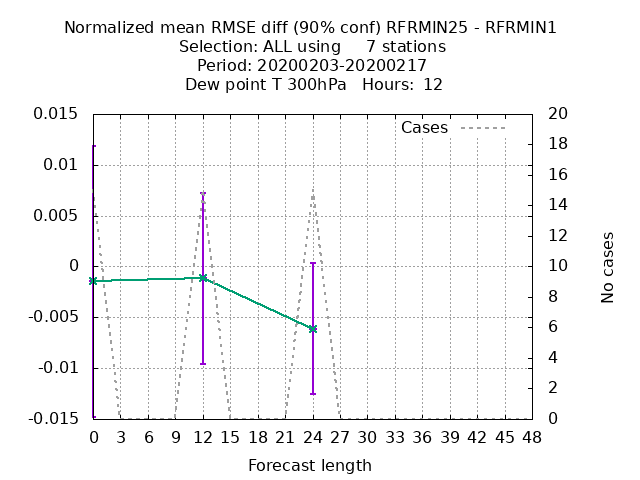 Normalized mean RMSE diff (90% conf) RFRMIN25 - RFRMIN1
Selection: ALL using     7 stations
Period: 20200203-20200217
Dew point T 300hPa   Hours:  12
0.015
0.01
0.005
0
-0.005
-0.01
-0.015
Cases
20
18
16
14
12
10
8
6
4
2
0
No cases
0 3 6 9 12 15 18 21 24 27 30 33 36 39 42 45 48
Forecast length